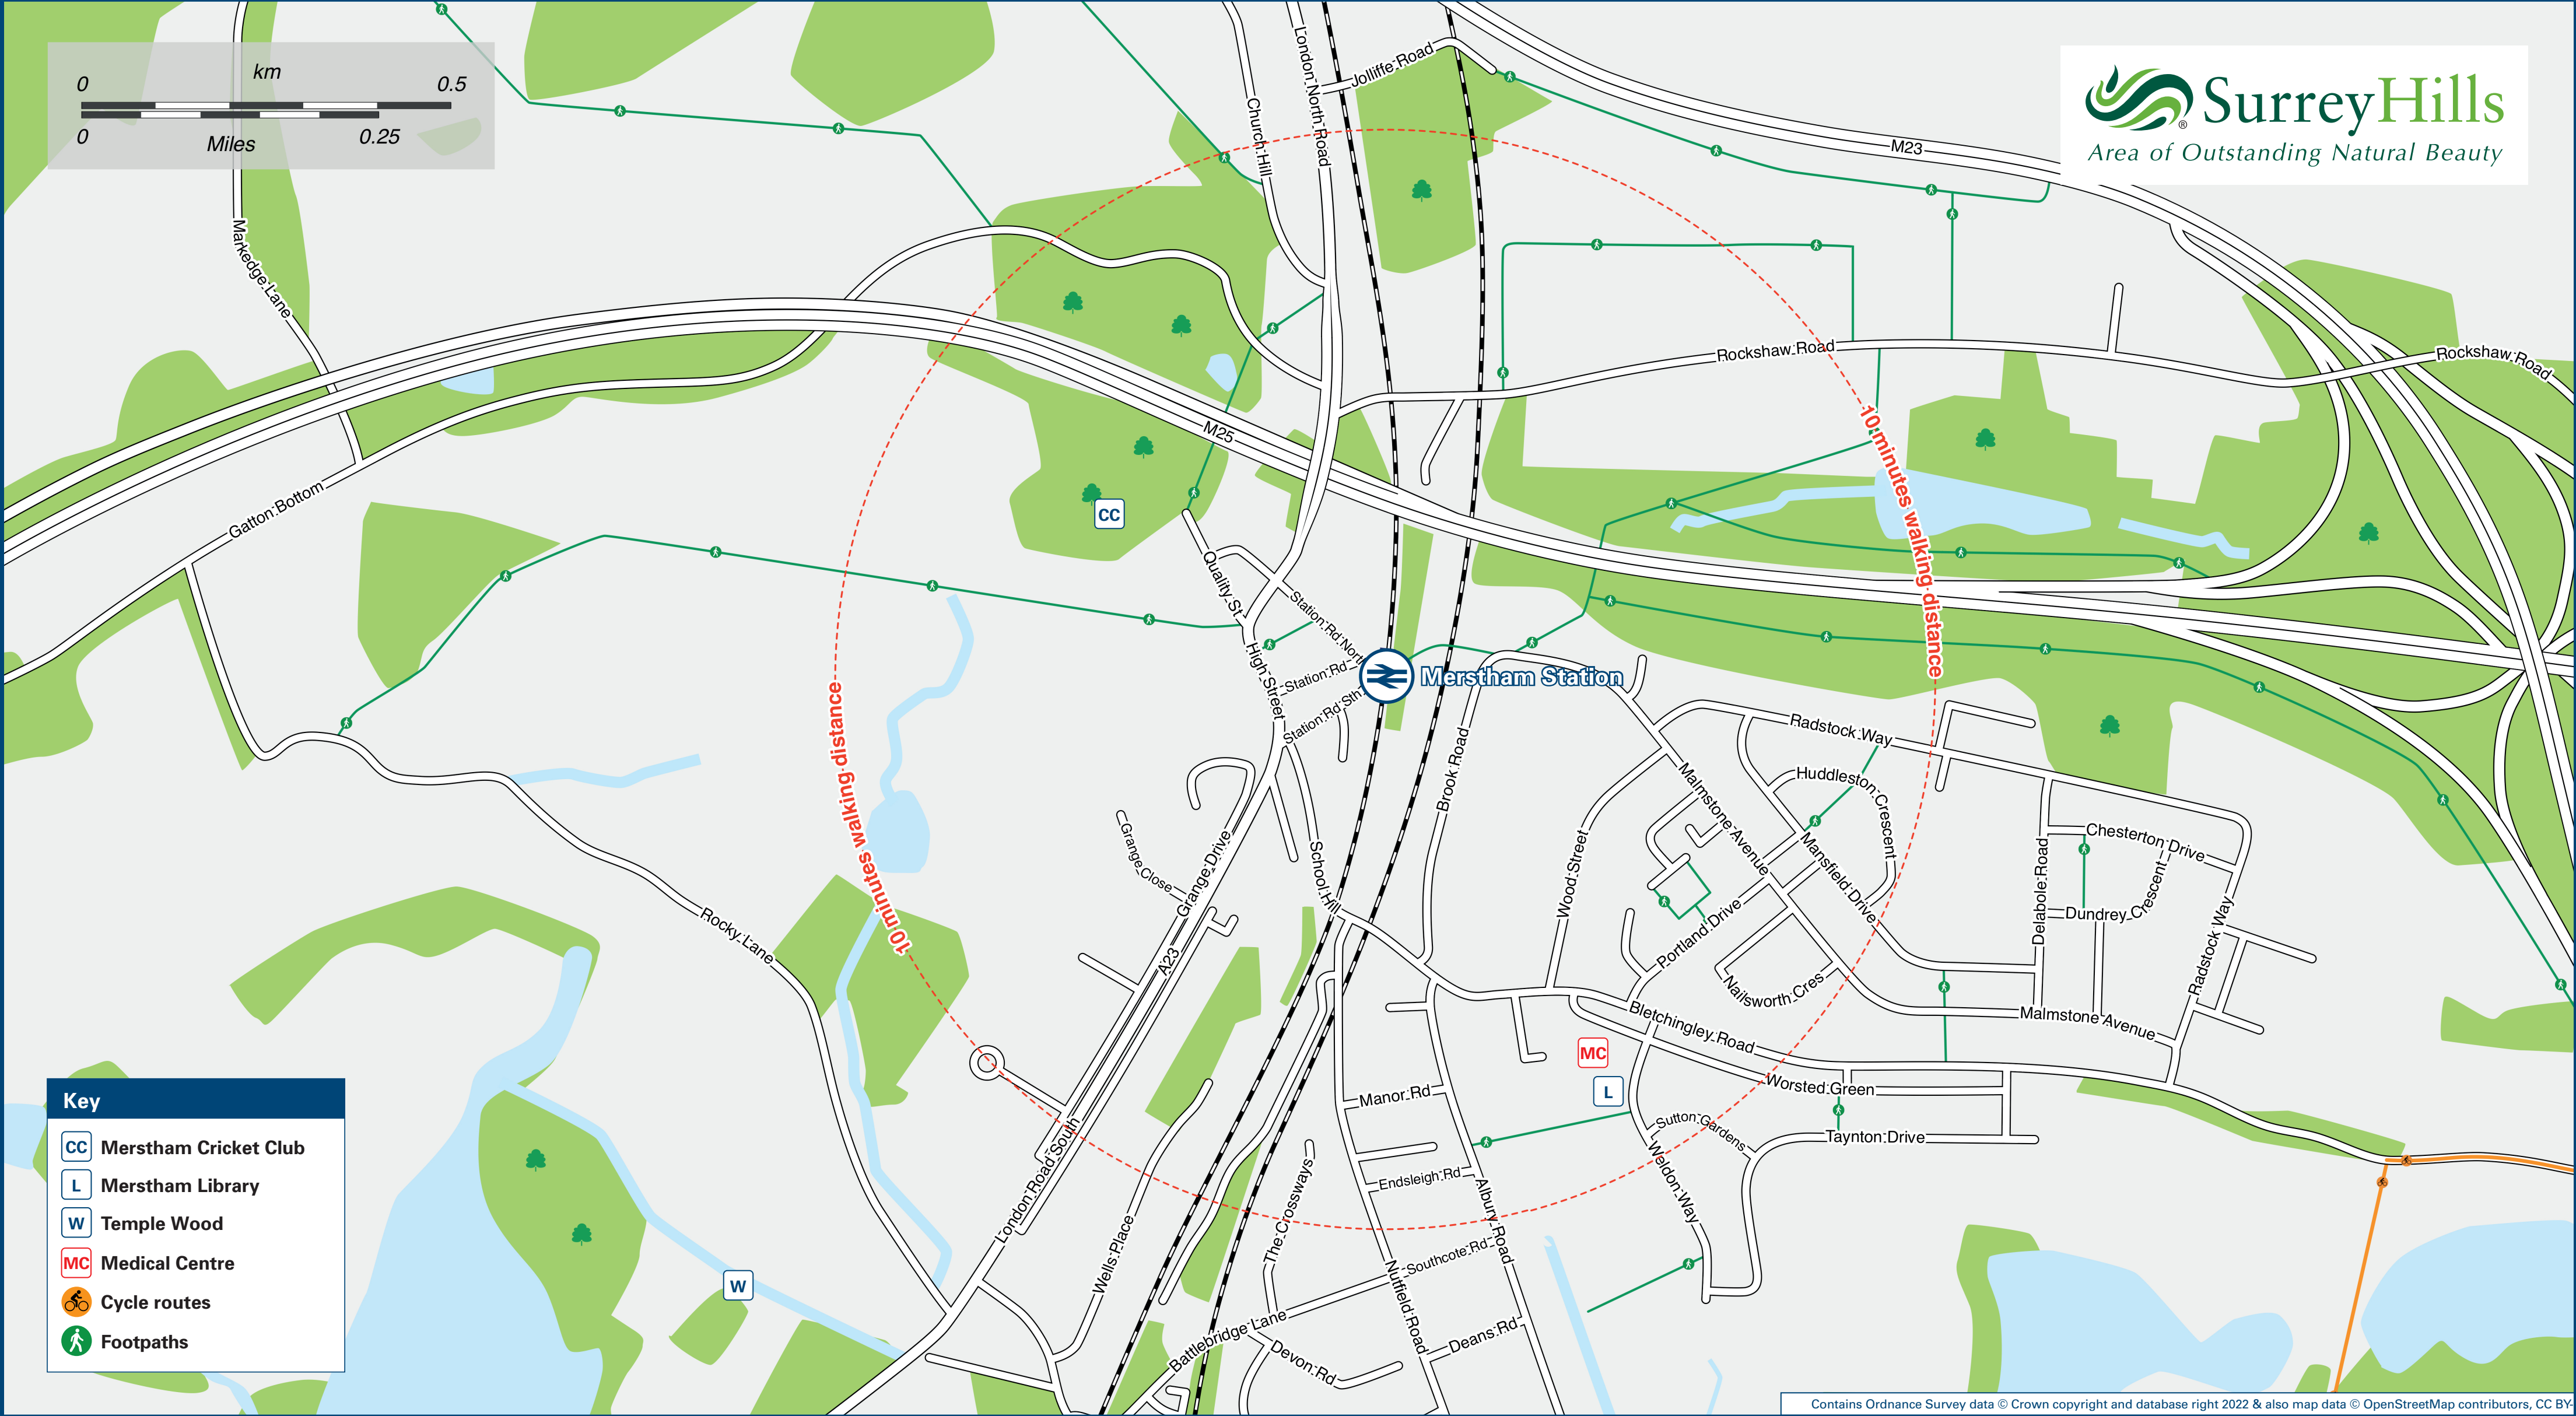 km
0 0.5
0 0.25
Miles
SurreyHills
®
Area of Outstanding Natural Beauty
London North Road
Jolliffe Road
Church Hill
M23
Markedge Lane
Rockshaw Road
Rockshaw Road
M25
10 minutes walking distance
Gatton Bottom
CC
Quality St
Station Rd North
High Street
Station Rd
Station Rd Sth
Merstham Station
10 minutes walking distance
Radstock Way
Brook Road
Malmstone Avenue
Huddleston Crescent
Mansfield Drive
Chesterton Drive
Delabole Road
Dundrey Crescent
Radstock Way
Grange Close
Grange Drive
School Hill
Wood Street
Portland Drive
Rocky Lane
A23
Nailsworth Cres
Malmstone Avenue
Bletchingley Road
MC
L
Worsted Green
Manor Rd
Sutton Gardens
Taynton Drive
London Road South
Endsleigh Rd
Weldon Way
Albury Road
The Crossways
Wells Place
Southcote Rd
Nutfield Road
W
Battlebridge Lane
Devon Rd
Deans Rd
Key
CC Merstham Cricket Club
L Merstham Library
W Temple Wood
MC Medical Centre
Cycle routes
Footpaths
Contains Ordnance Survey data © Crown copyright and database right 2022 & also map data © OpenStreetMap contributors, CC BY